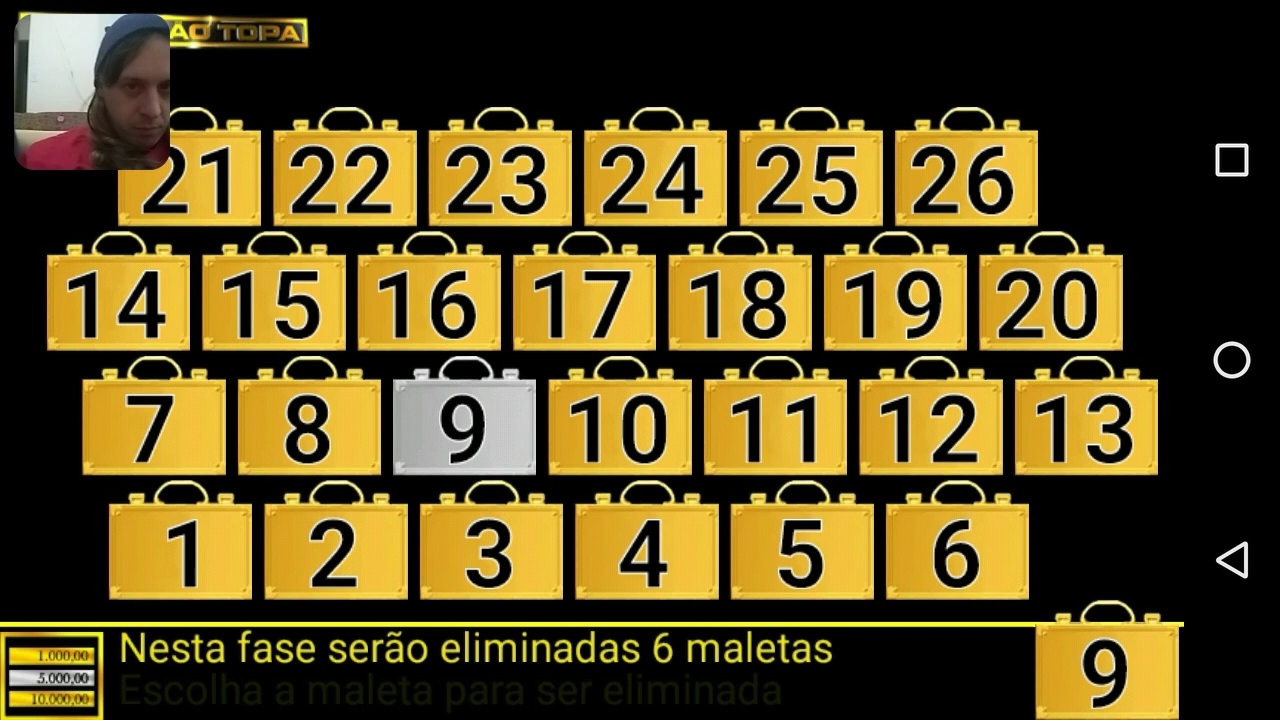 ÃO TOPA
21 22 23 24 25 26
14 15 16 17 18 19 20
7 8 9 10 11 12 13
1 2 3 4 5 6
Nesta fase serão eliminadas 6 maletas
Escolha a maleta para ser eliminada
1.000,00
5.000,00
10.000,00
9